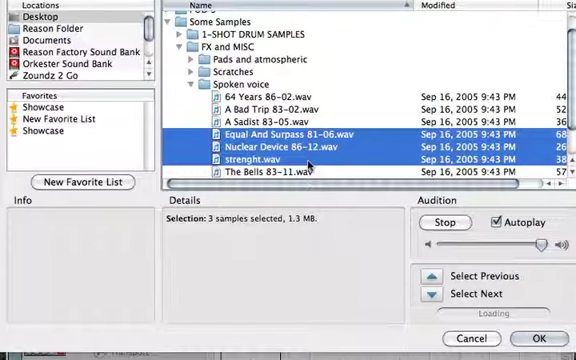 Locations
Desktop
Reason Folder
Documents
Reason Factory Sound Bank
Orkester Sound Bank
Zoundz 2 Go
Favorites
Showcase
New Favorite List
Showcase
New Favorite List
Info
Name Modified Siz
Some Samples
1-SHOT DRUM SAMPLES
FX and MISC
Pads and atmospheric
Scratches
Spoken voice
64 Years 86-02.wav Sep 16, 2005 9:43 PM 44
A Bad Trip 83-02.wav Sep 16, 2005 9:43 PM
A Sadist 83-05.wav Sep 16, 2005 9:43 PM 36
Equal And Surpass 81-06.wav Sep 16, 2005 9:43 PM 68
Nuclear Device 86-12.wav Sep 16, 2005 9:43 PM 26
strenght.wav Sep 16, 2005 9:43 PM 38
The Bells 83-11.wav Sep 16, 2005 9:43 PM 57
Details
Selection: 3 samples selected, 1.3 MB.
Audition
Stop Autoplay
Select Previous
Select Next
Loading
Cancel OK